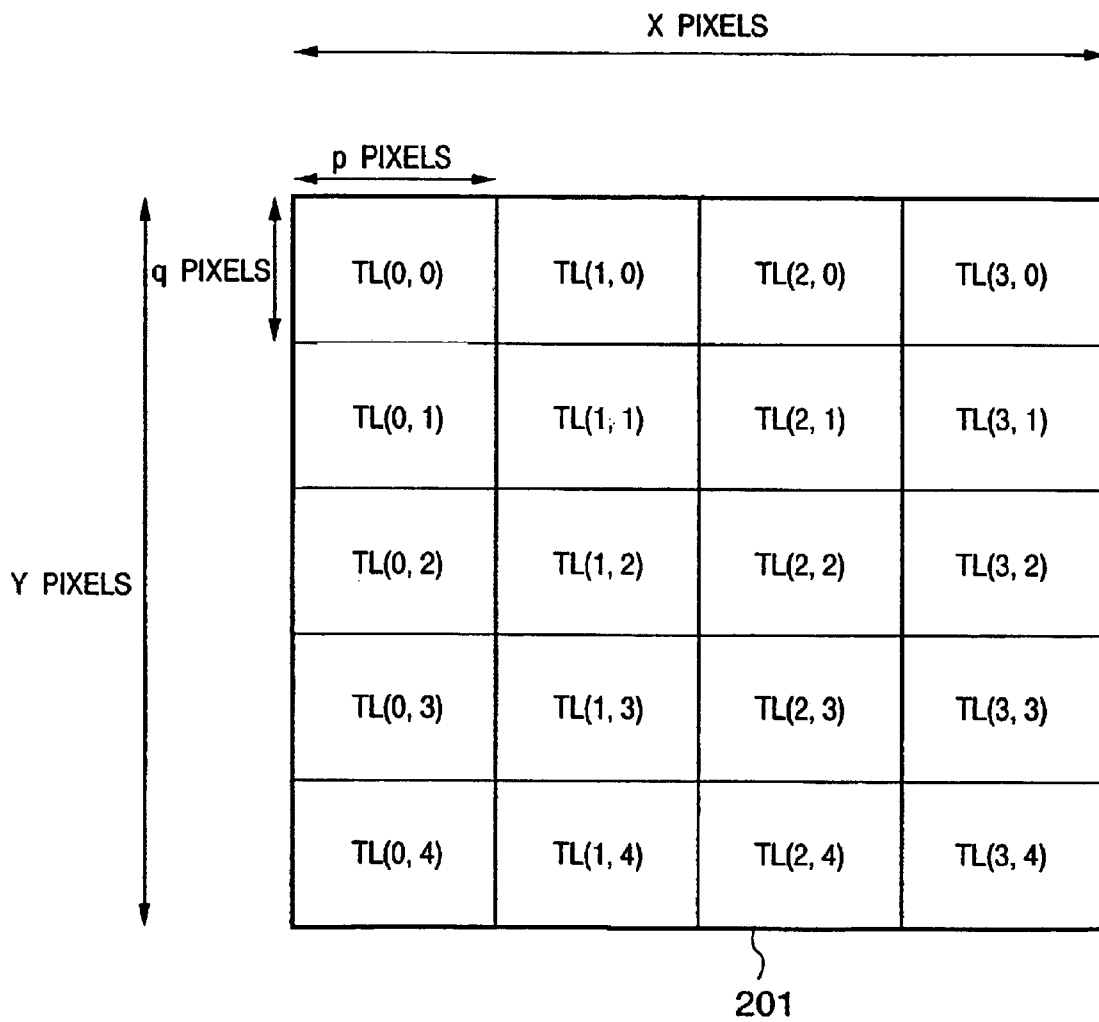 X PIXELS
p PIXELS
q PIXELS
TL(0, 0) TL(1, 0) TL(2, 0) TL(3, 0)
TL(0, 1) TL(1, 1) TL(2, 1) TL(3, 1)
Y PIXELS
TL(0, 2) TL(1, 2) TL(2, 2) TL(3, 2)
TL(0, 3) TL(1, 3) TL(2, 3) TL(3, 3)
TL(0, 4) TL(1, 4) TL(2, 4) TL(3, 4)
201